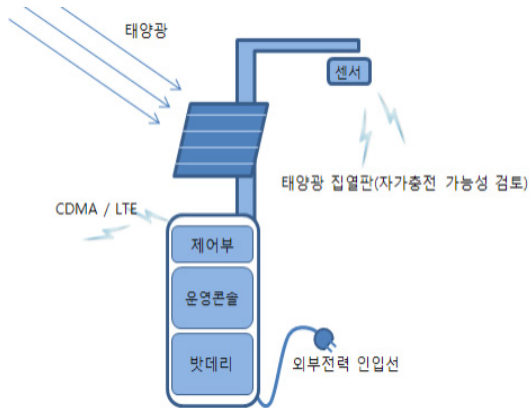 태양광
센서
태양광 집열판(자가충전 가능성 검토)
CDMA / LTE
제어부
운영콘솔
밧데리
외부전력 인입선